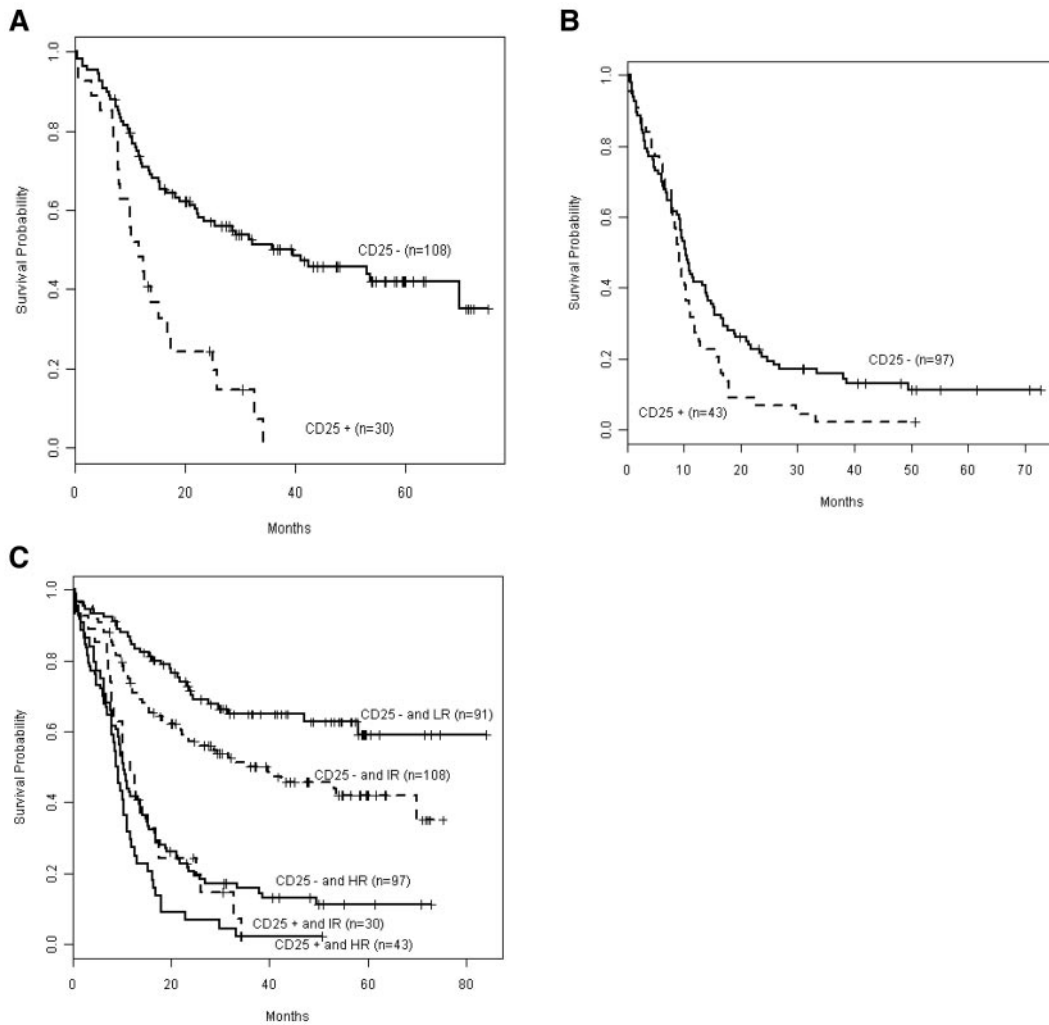 A
1.0
0.8
0.6
0.4
0.2
0.0
Survival Probability
CD25 - (n=108)
CD25 + (n=30)
0 20 40 60
Months
B
1.0
0.8
0.6
0.4
0.2
0.0
Survival Probability
CD25 - (n=97)
CD25 + (n=43)
0 10 20 30 40 50 60 70
Months
C
1.0
0.8
0.6
0.4
0.2
0.0
Survival Probability
CD25 - and LR (n=91)
CD25 - and IR (n=108)
CD25 - and HR (n=97)
CD25 + and IR (n=30)
CD25 + and HR (n=43)
0 20 40 60 80
Months